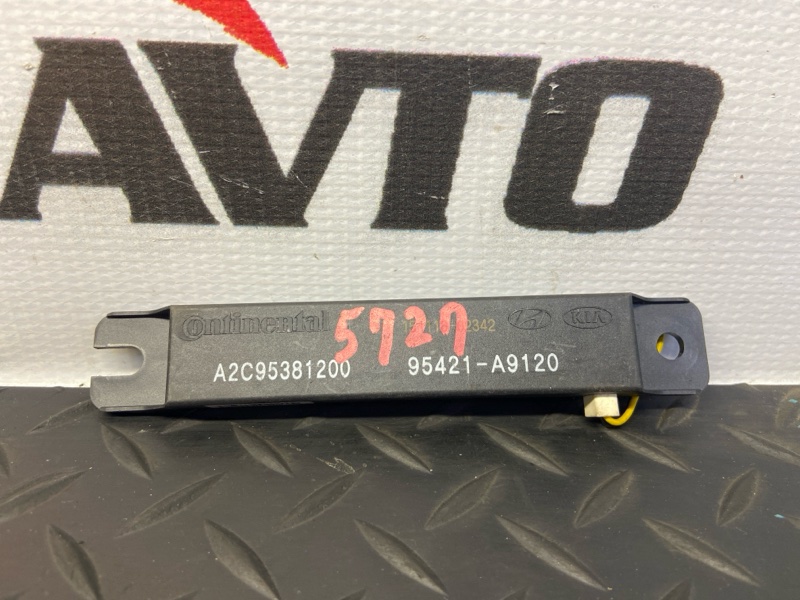 AVTO
Continental
5727
KIA
A2C95381200 95421-A9120